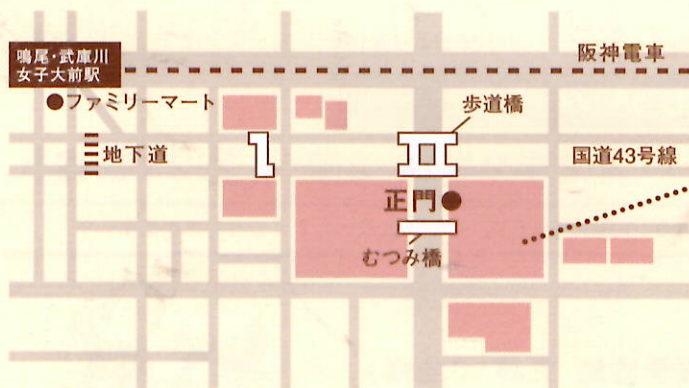 鳴尾・武庫川
女子大前駅
阪神電車
ファミリーマート
歩道橋
地下道
国道43号線
正門
むつみ橋